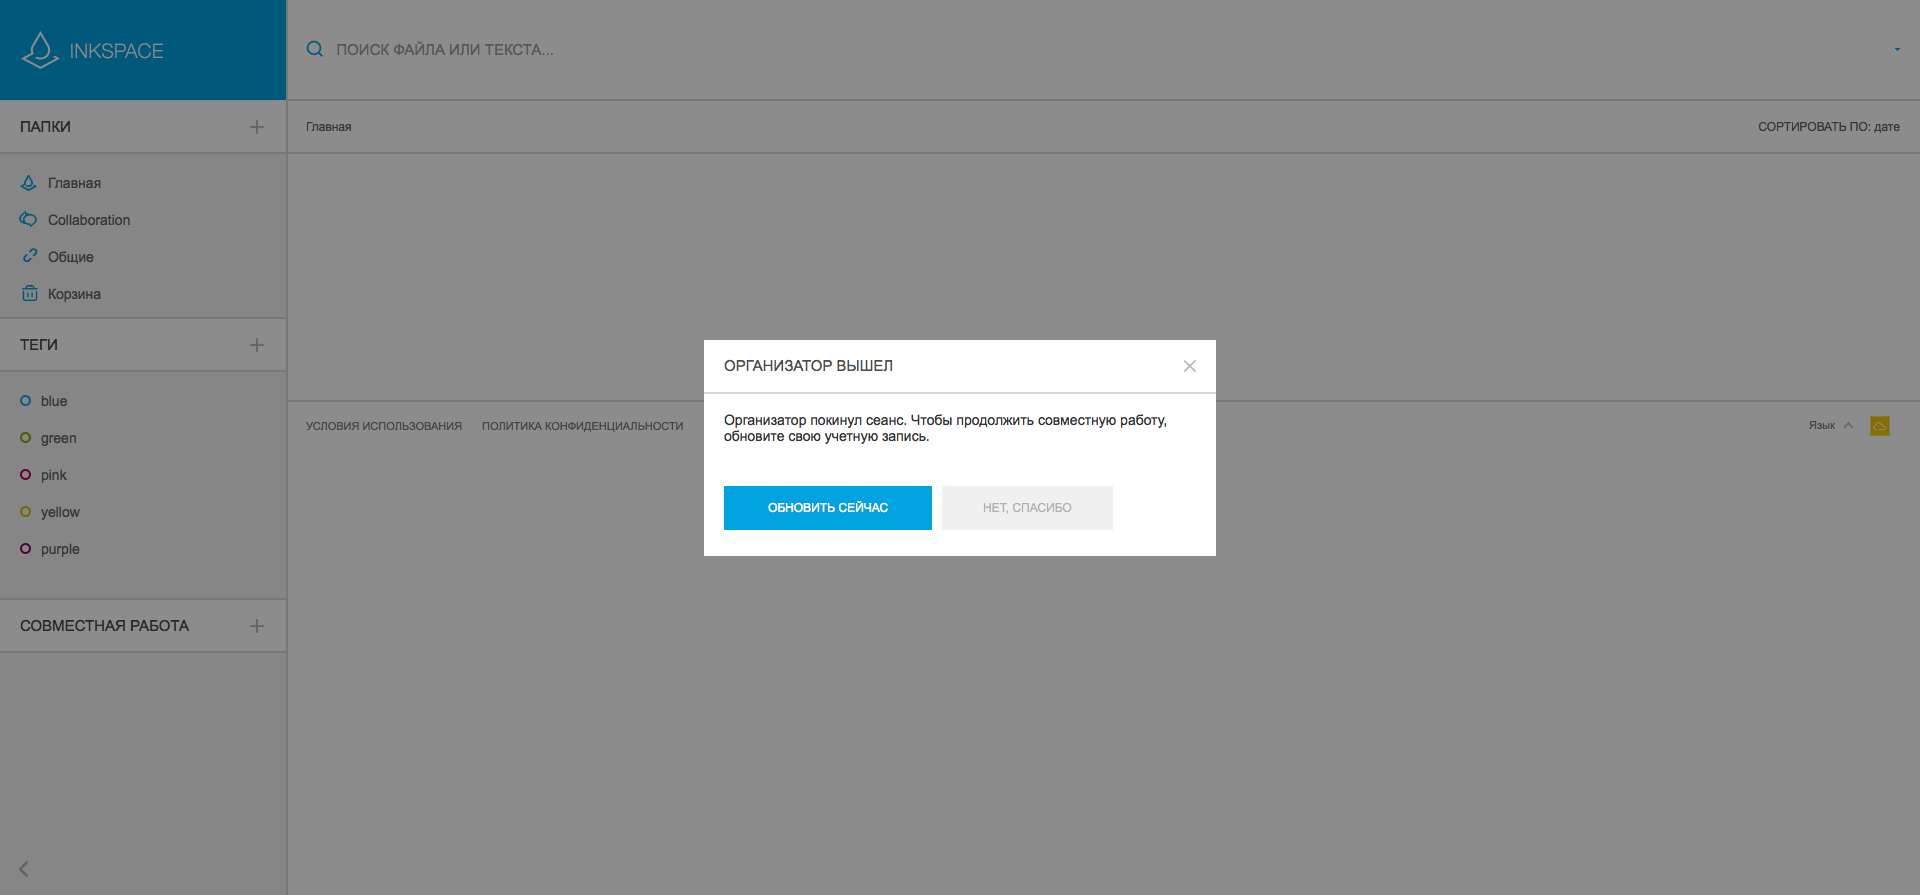 INKSPACE
ПОИСК ФАЙЛА ИЛИ ТЕКСТА...
ПАПКИ
Главная
СОРТИРОВАТЬ ПО: дате
Главная
Collaboration
Общие
Корзина
ТЕГИ
blue
green
pink
yellow
purple
СОВМЕСТНАЯ РАБОТА
ОРГАНИЗАТОР ВЫШЕЛ
Организатор покинул сеанс. Чтобы продолжить совместную работу,
обновите свою учетную запись.
ОБНОВИТЬ СЕЙЧАС
НЕТ, СПАСИБО
УСЛОВИЯ ИСПОЛЬЗОВАНИЯ
ПОЛИТИКА КОНФИДЕНЦИАЛЬНОСТИ
Язык